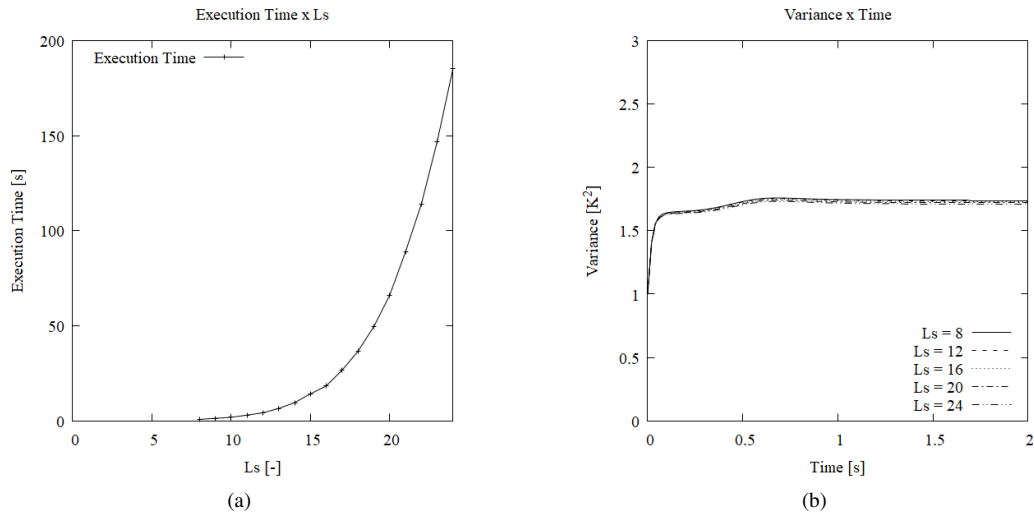 Execution Time x Ls
200
150
100
50
0
Execution Time [s]
Execution Time
0 5 10 15 20
Ls [-]
(a)
Variance x Time
3
2.5
2
1.5
1
0.5
0
Variance [K²]
Ls = 8
Ls = 12
Ls = 16
Ls = 20
Ls = 24
0 0.5 1 1.5 2
Time [s]
(b)